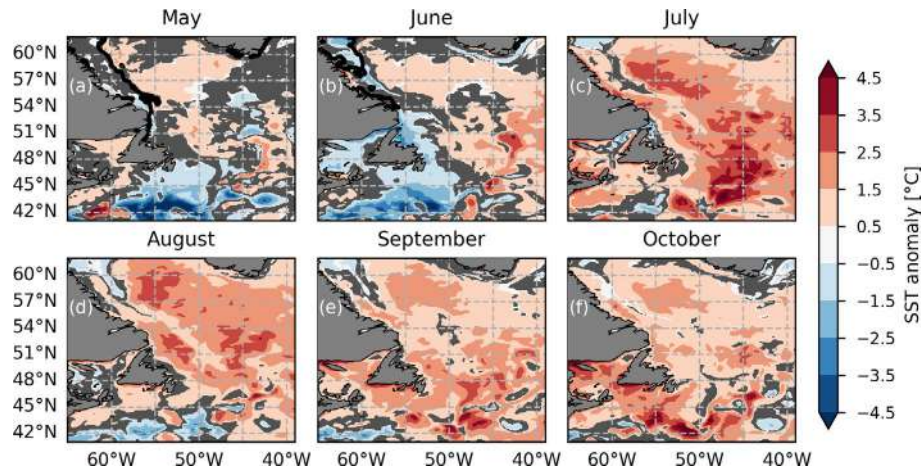 May June July
60°N
57°N
54°N
51°N
48°N
45°N
42°N
(a) (b) (c)
August September October
60°N
57°N
54°N
51°N
48°N
45°N
42°N
(d) (e) (f)
60°W 50°W 40°W 60°W 50°W 40°W 60°W 50°W 40°W
4.5
3.5
2.5
1.5
0.5
−0.5
−1.5
−2.5
−3.5
−4.5
SST anomaly [°C]